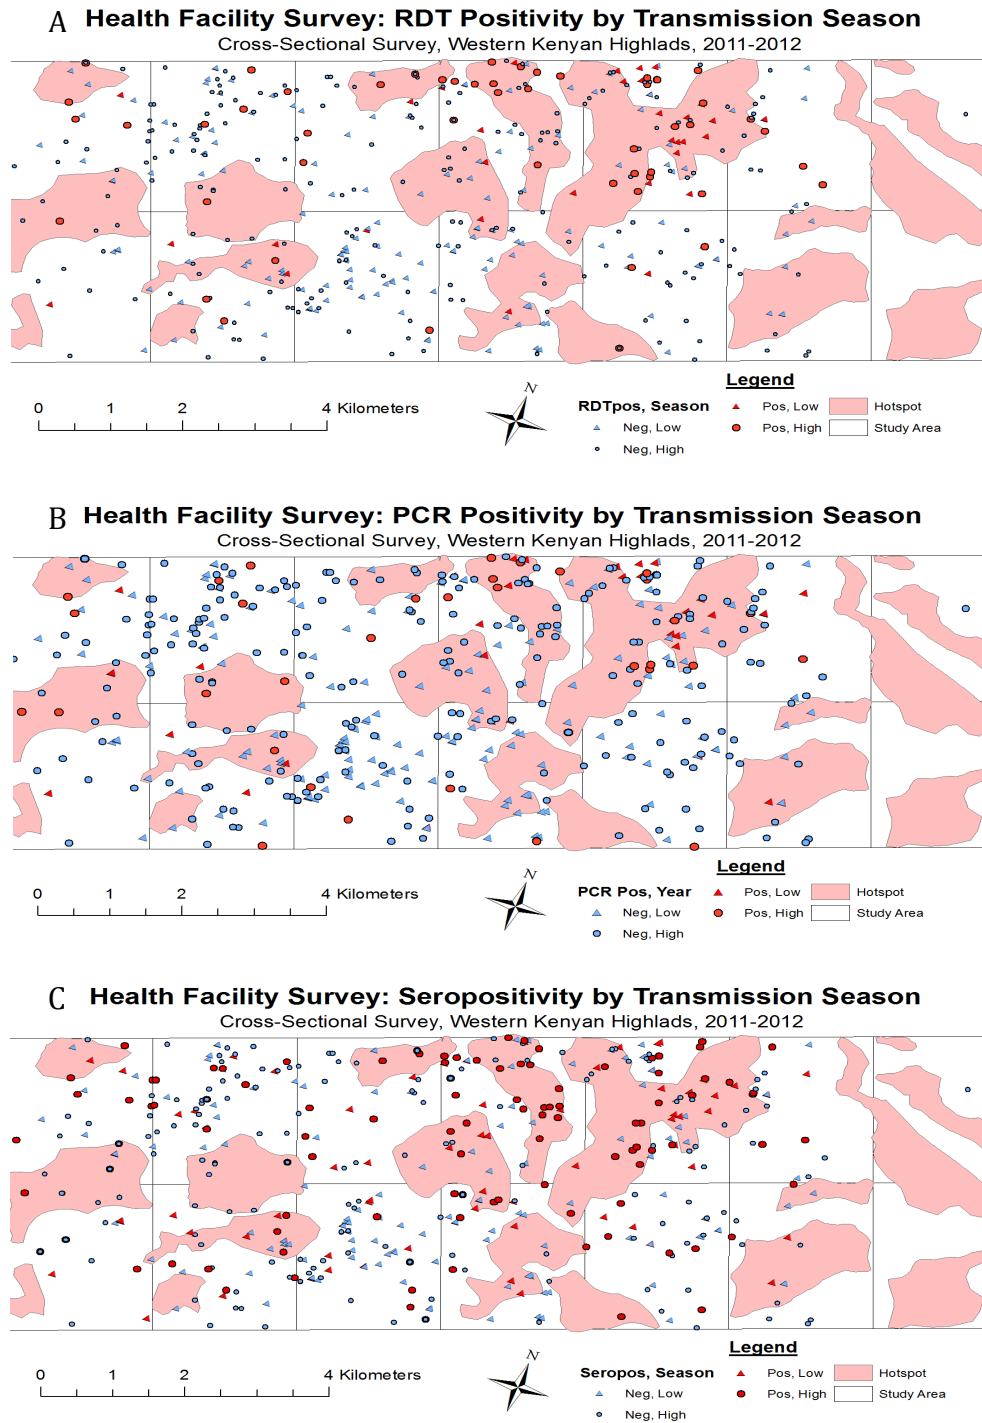 A Health Facility Survey: RDT Positivity by Transmission Season
Cross-Sectional Survey, Western Kenyan Highlads, 2011-2012
N
0 1 2 4 Kilometers
Legend
RDTpos, Season
Neg, Low
Neg, High
Pos, Low
Pos, High
Hotspot
Study Area
B Health Facility Survey: PCR Positivity by Transmission Season
Cross-Sectional Survey, Western Kenyan Highlads, 2011-2012
N
0 1 2 4 Kilometers
Legend
PCR Pos, Year
Neg, Low
Neg, High
Pos, Low
Pos, High
Hotspot
Study Area
C Health Facility Survey: Seropositivity by Transmission Season
Cross-Sectional Survey, Western Kenyan Highlads, 2011-2012
N
0 1 2 4 Kilometers
Legend
Seropos, Season
Neg, Low
Neg, High
Pos, Low
Pos, High
Hotspot
Study Area